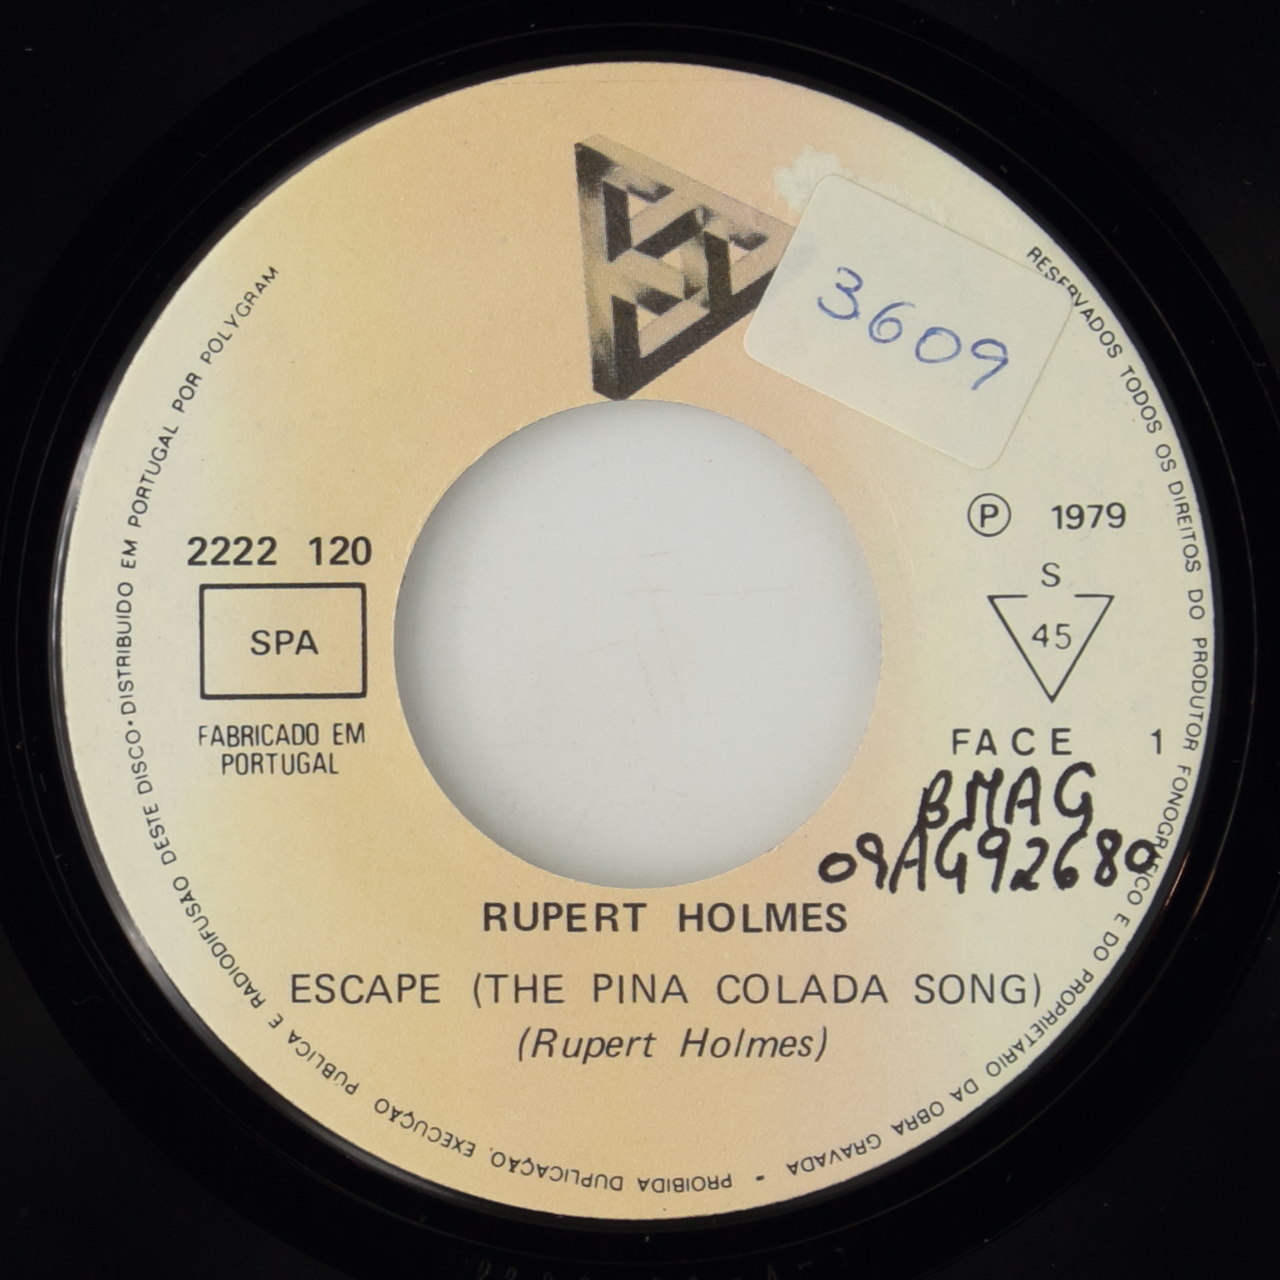 3609
RESERVADOS TODOS OS DIREITOS DO PRODUTOR FONOGRÁFICO E DO PROPRIETARIO DA OBRA GRAVADA - PROIBIDA DUPLICAÇÃO, EXECUÇÃO PUBLICA E RADIODIFUSÃO DESTE DISCO • DISTRIBUIDO EM PORTUGAL POR POLYGRAM
2222 120
SPA
FABRICADO EM
PORTUGAL
Ⓟ 1979
S
45
FACE 1
BMAG
09AG92680
RUPERT HOLMES
ESCAPE (THE PINA COLADA SONG)
(Rupert Holmes)